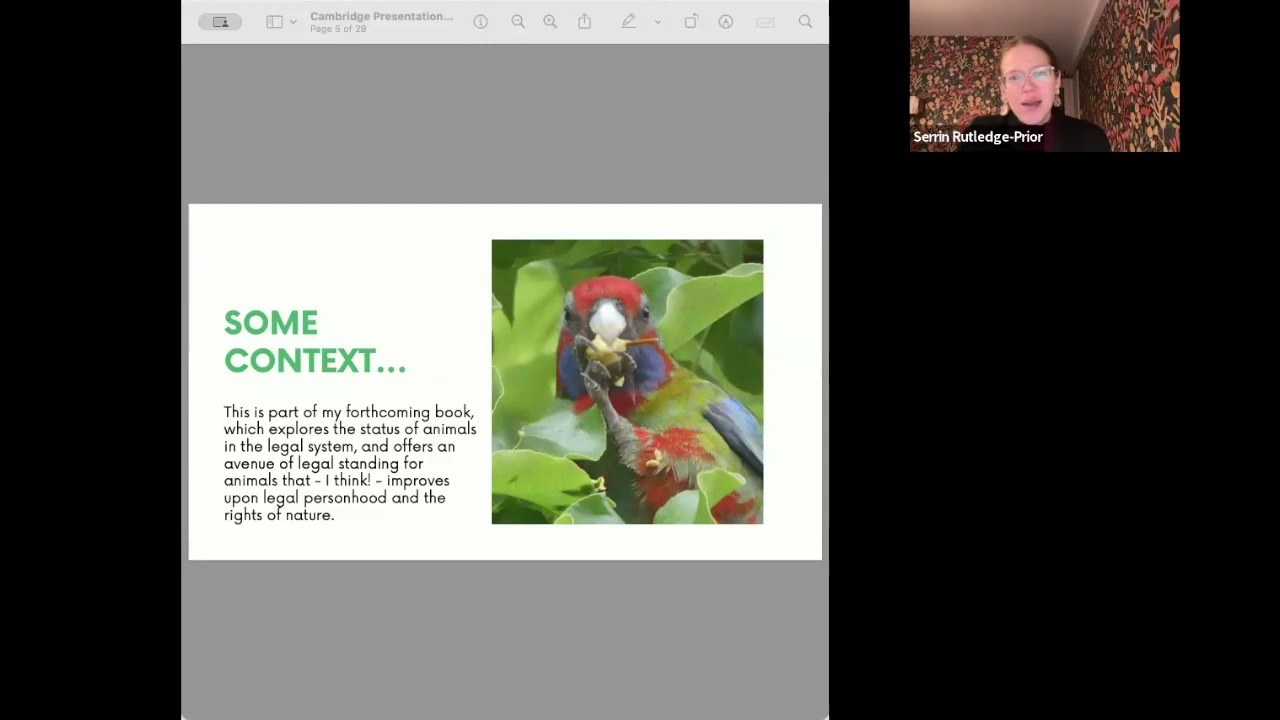 Cambridge Presentation...
Page 5 of 28
Serrin Rutledge-Prior
SOME
CONTEXT...
This is part of my forthcoming book,
which explores the status of animals
in the legal system, and offers an
avenue of legal standing for
animals that - I think! - improves
upon legal personhood and the
rights of nature.